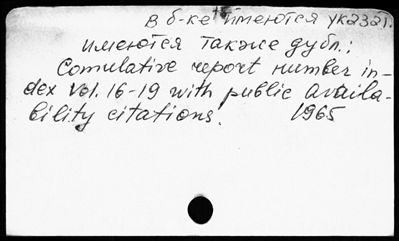 в б-ке имеются ук2321.
имеются также дубл.:
Comulative report number in-
dex Vol. 16-19 with public availa-
bility citations. 1965